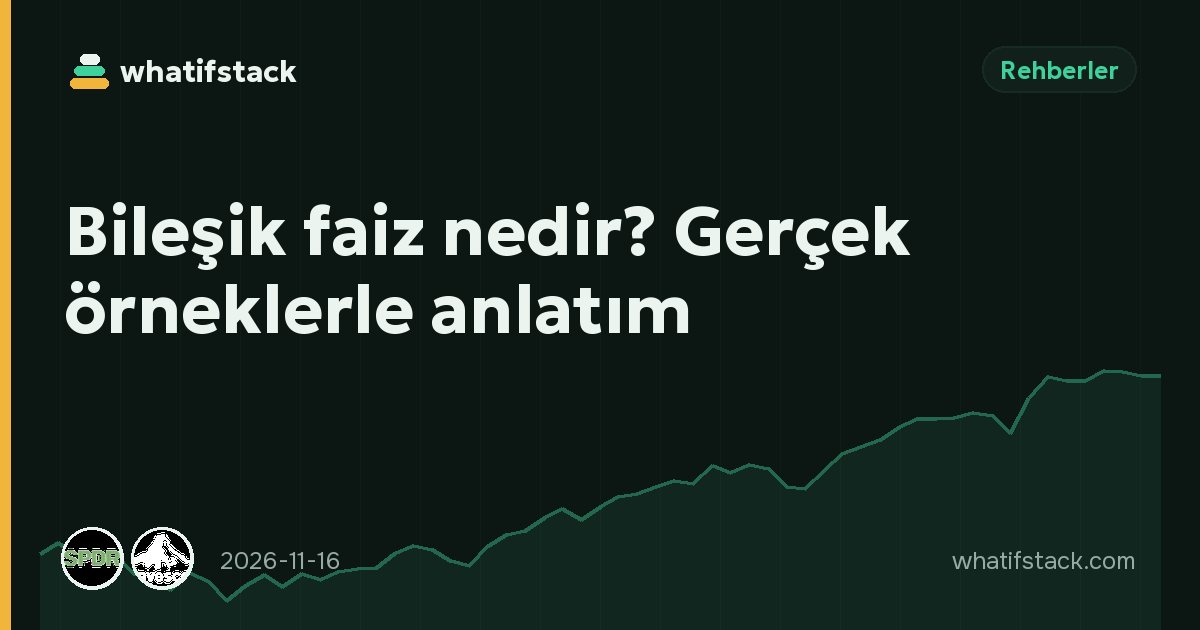 whatifstack
Rehberler
Bileşik faiz nedir? Gerçek
örneklerle anlatım
SPDR
2026-11-16
whatifstack.com